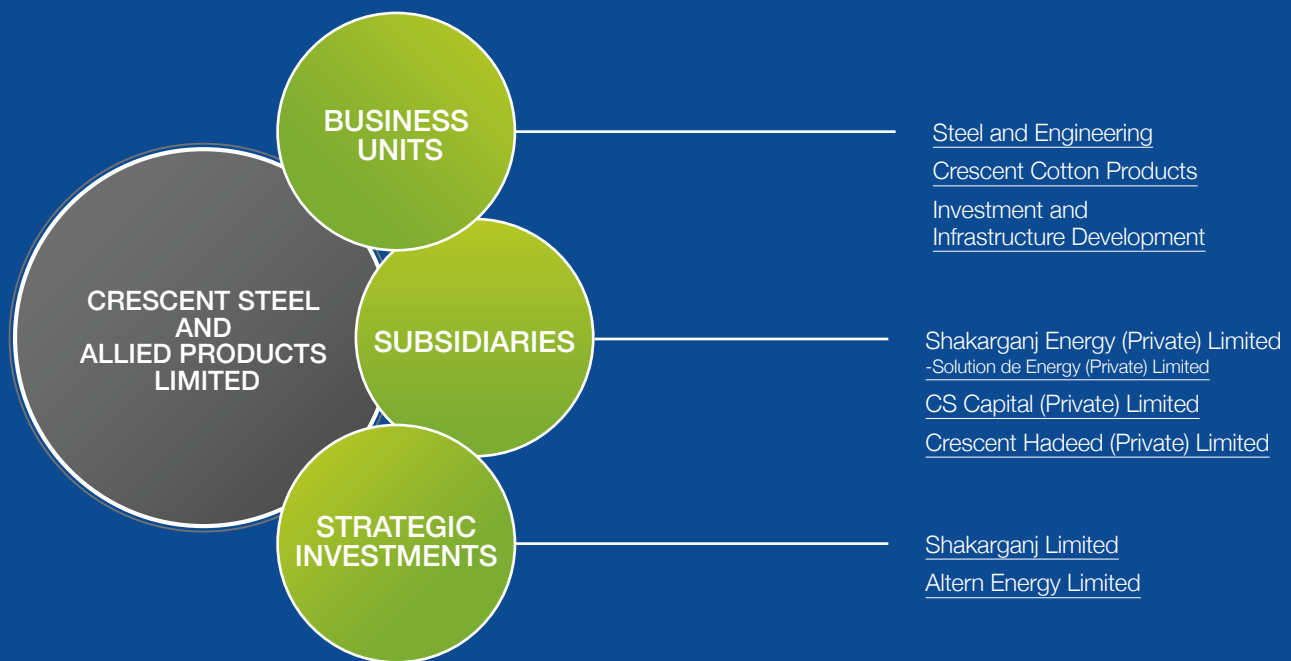 CRESCENT STEEL
AND
ALLIED PRODUCTS
LIMITED
BUSINESS
UNITS
Steel and Engineering
Crescent Cotton Products
Investment and
Infrastructure Development
SUBSIDIARIES
Shakarganj Energy (Private) Limited
-Solution de Energy (Private) Limited
CS Capital (Private) Limited
Crescent Hadeed (Private) Limited
STRATEGIC
INVESTMENTS
Shakarganj Limited
Altern Energy Limited